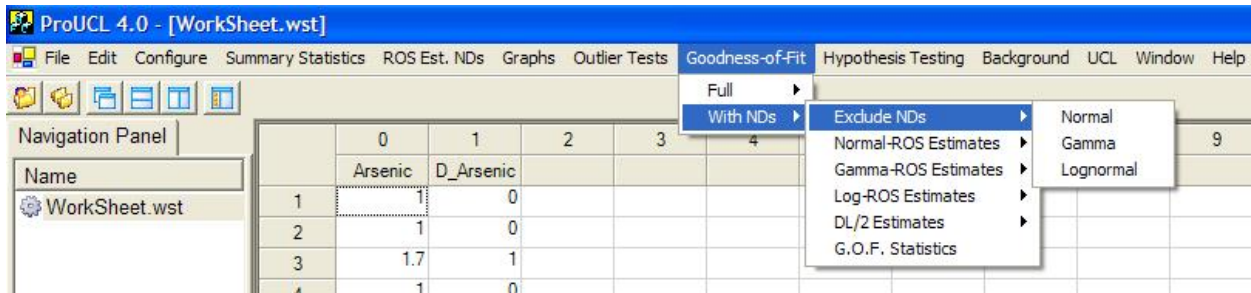 ProUCL 4.0 - [WorkSheet.wst]
File Edit Configure Summary Statistics ROS Est. NDs Graphs Outlier Tests Goodness-of-Fit Hypothesis Testing Background UCL Window Help
Full
With NDs Exclude NDs Normal
Normal-ROS Estimates Gamma
Gamma-ROS Estimates Lognormal
Log-ROS Estimates
DL/2 Estimates
G.O.F. Statistics
Navigation Panel
Name
WorkSheet.wst
0 1 2 3 4 9
Arsenic D_Arsenic
1 1 0
2 1 0
3 1.7 1
4 1 0